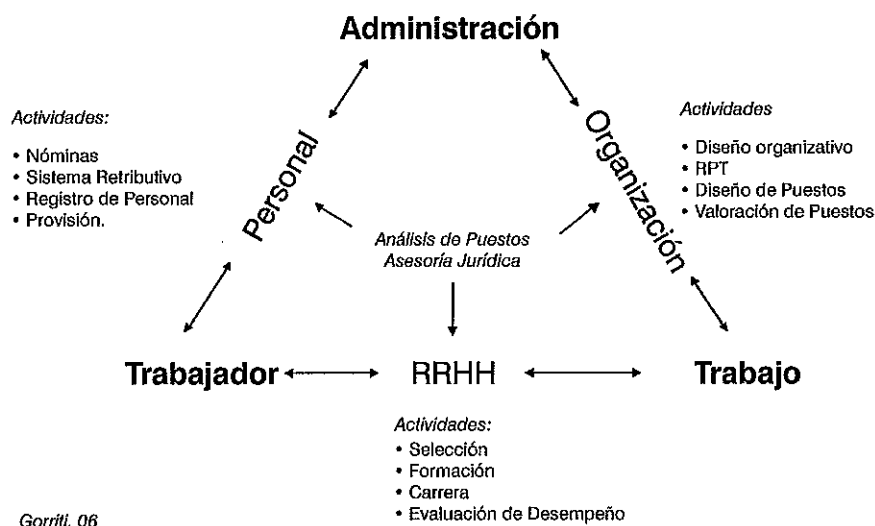 Administración
Actividades:
• Nóminas
• Sistema Retributivo
• Registro de Personal
• Provisión.
Personal
Organización
Actividades
• Diseño organizativo
• RPT
• Diseño de Puestos
• Valoración de Puestos
Análisis de Puestos
Asesoría Jurídica
Trabajador
RRHH
Trabajo
Actividades:
• Selección
• Formación
• Carrera
• Evaluación de Desempeño
Gorriti, 06